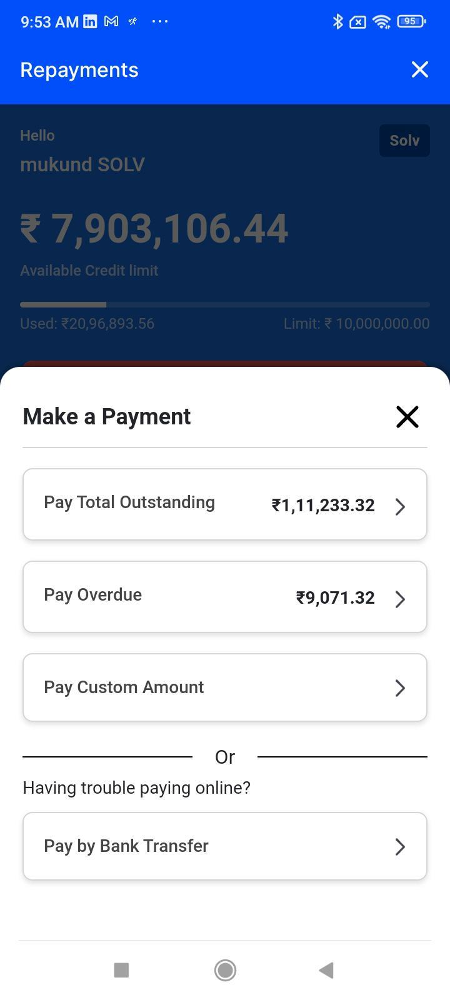 9:53 AM ... 95
Repayments
Hello
Solv
mukund SOLV
₹ 7,903,106.44
Available Credit limit
Used: ₹20,96,893.56 Limit: ₹ 10,000,000.00
Make a Payment
Pay Total Outstanding ₹1,11,233.32
Pay Overdue ₹9,071.32
Pay Custom Amount
Or
Having trouble paying online?
Pay by Bank Transfer